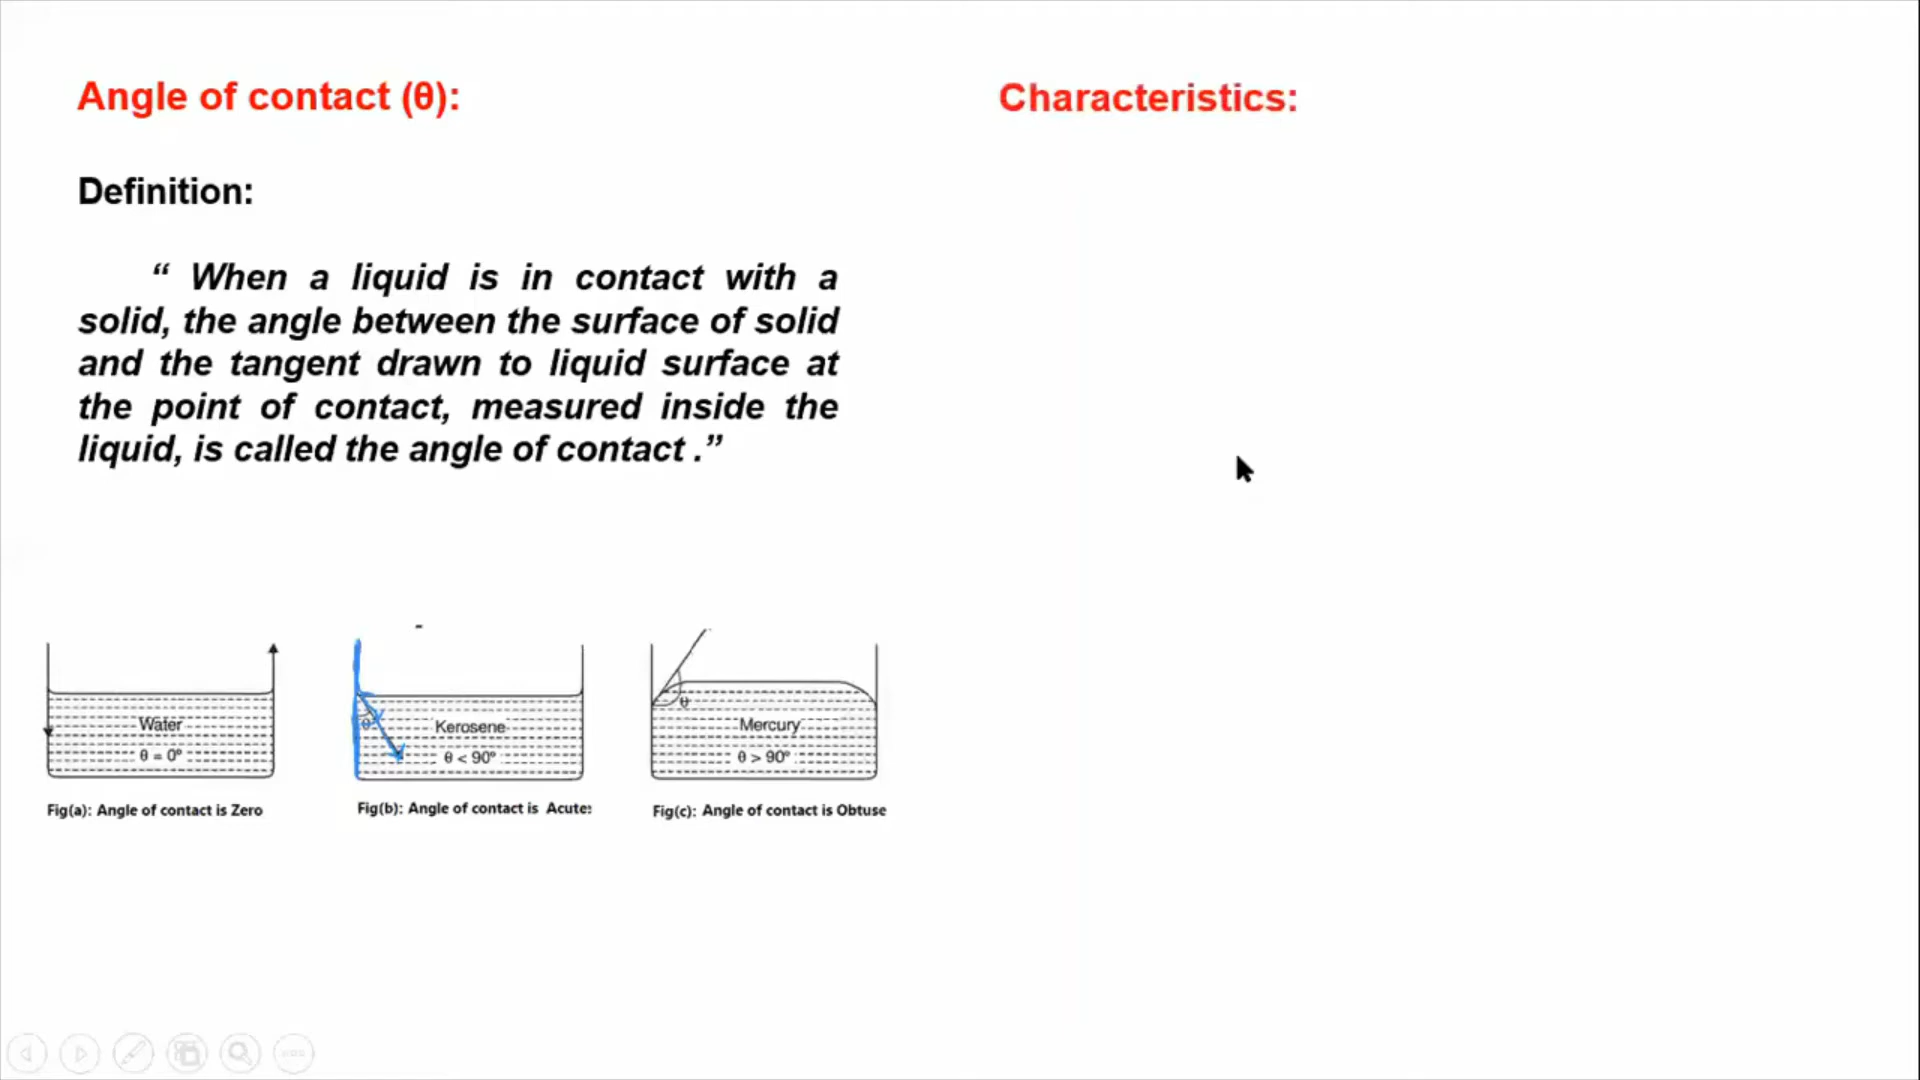 Angle of contact (θ):
Characteristics:
Definition:
“ When a liquid is in contact with a
solid, the angle between the surface of solid
and the tangent drawn to liquid surface at
the point of contact, measured inside the
liquid, is called the angle of contact .”
Water
θ = 0º
Fig(a): Angle of contact is Zero
θ
Kerosene
θ < 90º
Fig(b): Angle of contact is Acute:
θ
Mercury
θ > 90º
Fig(c): Angle of contact is Obtuse